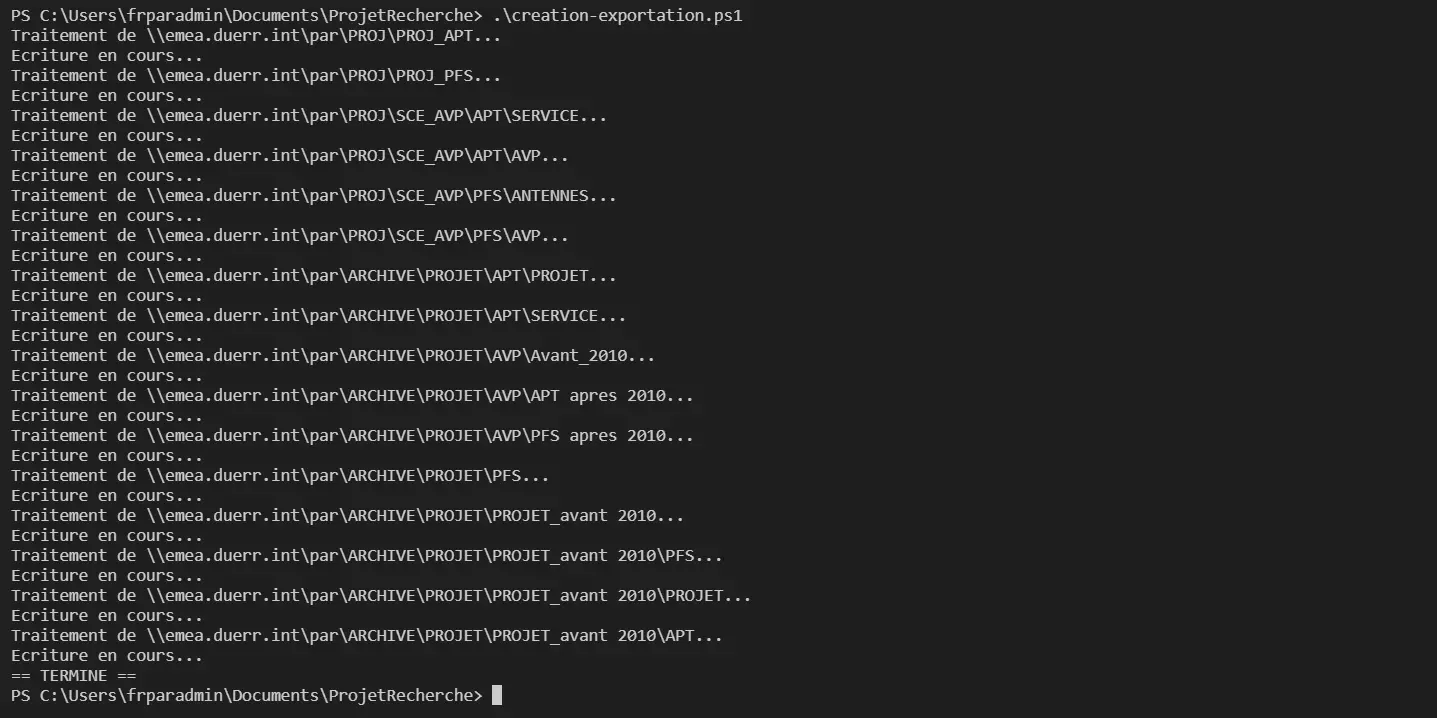 PS C:\Users\frparadmin\Documents\ProjetRecherche> .\creation-exportation.ps1
Traitement de \\emea.duerr.int\par\PROJ\PROJ_APT...
Ecriture en cours...
Traitement de \\emea.duerr.int\par\PROJ\PROJ_PFS...
Ecriture en cours...
Traitement de \\emea.duerr.int\par\PROJ\SCE_AVP\APT\SERVICE...
Ecriture en cours...
Traitement de \\emea.duerr.int\par\PROJ\SCE_AVP\APT\AVP...
Ecriture en cours...
Traitement de \\emea.duerr.int\par\PROJ\SCE_AVP\PFS\ANTENNES...
Ecriture en cours...
Traitement de \\emea.duerr.int\par\PROJ\SCE_AVP\PFS\AVP...
Ecriture en cours...
Traitement de \\emea.duerr.int\par\ARCHIVE\PROJET\APT\PROJET...
Ecriture en cours...
Traitement de \\emea.duerr.int\par\ARCHIVE\PROJET\APT\SERVICE...
Ecriture en cours...
Traitement de \\emea.duerr.int\par\ARCHIVE\PROJET\AVP\Avant_2010...
Ecriture en cours...
Traitement de \\emea.duerr.int\par\ARCHIVE\PROJET\AVP\APT apres 2010...
Ecriture en cours...
Traitement de \\emea.duerr.int\par\ARCHIVE\PROJET\AVP\PFS apres 2010...
Ecriture en cours...
Traitement de \\emea.duerr.int\par\ARCHIVE\PROJET\PFS...
Ecriture en cours...
Traitement de \\emea.duerr.int\par\ARCHIVE\PROJET\PROJET_avant 2010...
Ecriture en cours...
Traitement de \\emea.duerr.int\par\ARCHIVE\PROJET\PROJET_avant 2010\PFS...
Ecriture en cours...
Traitement de \\emea.duerr.int\par\ARCHIVE\PROJET\PROJET_avant 2010\PROJET...
Ecriture en cours...
Traitement de \\emea.duerr.int\par\ARCHIVE\PROJET\PROJET_avant 2010\APT...
Ecriture en cours...
== TERMINE ==
PS C:\Users\frparadmin\Documents\ProjetRecherche>